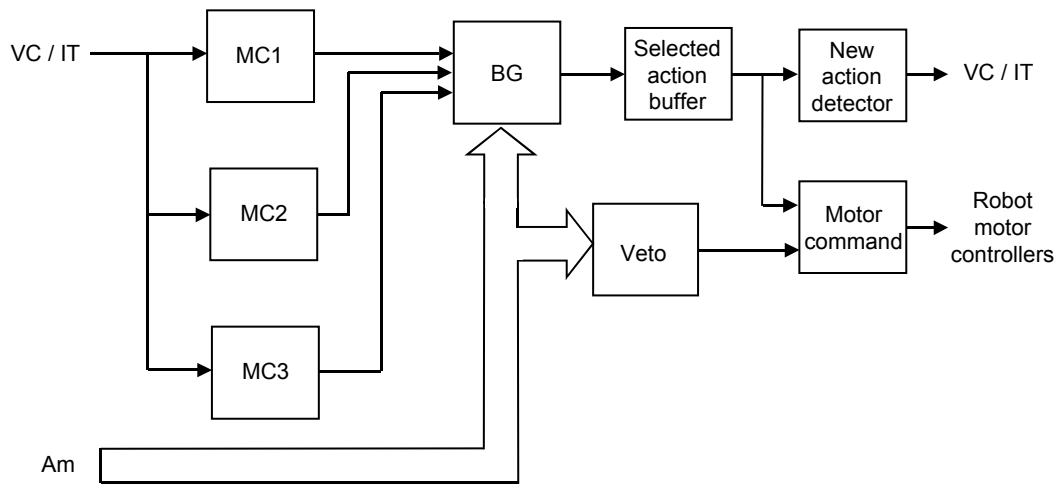 VC / IT
MC1
BG
Selected
action
buffer
New
action
detector
VC / IT
MC2
Veto
Motor
command
Robot
motor
controllers
MC3
Am